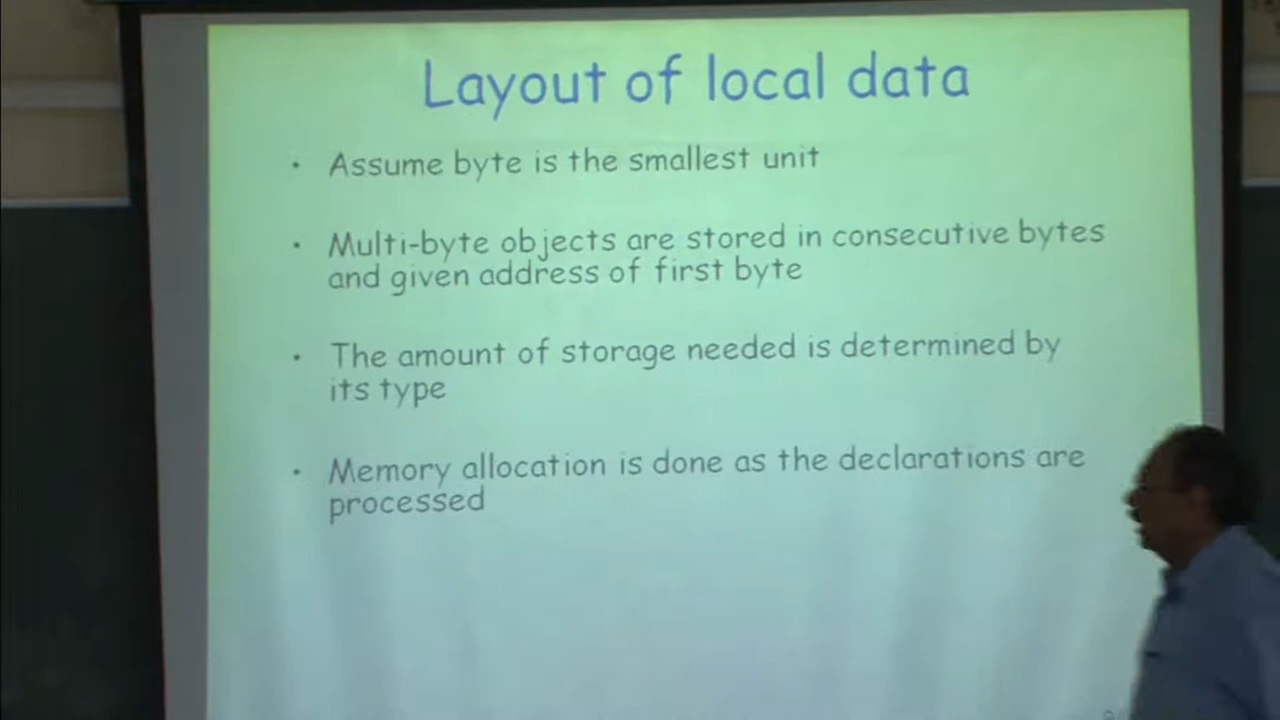 Layout of local data
• Assume byte is the smallest unit
• Multi-byte objects are stored in consecutive bytes
and given address of first byte
• The amount of storage needed is determined by
its type
• Memory allocation is done as the declarations are
processed